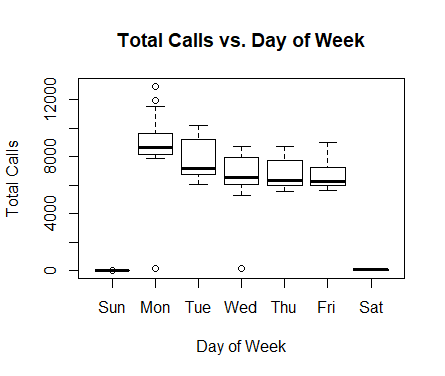 Total Calls vs. Day of Week
Total Calls
12000
8000
4000
0
Sun Mon Tue Wed Thu Fri Sat
Day of Week